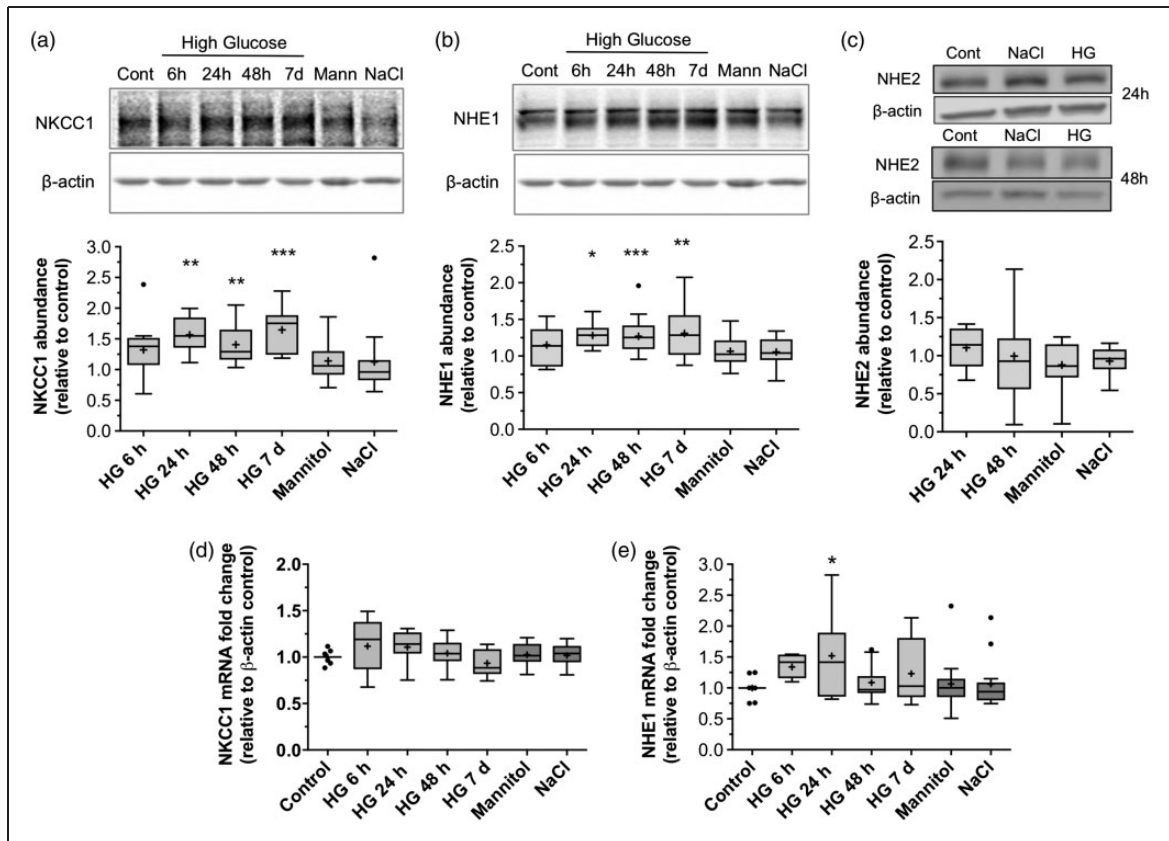 (a)
High Glucose
Cont 6h 24h 48h 7d Mann NaCl
NKCC1
β-actin
NKCC1 abundance
(relative to control)
3.0
2.5
2.0
1.5
1.0
0.5
0.0
** ** ***
HG 6 h
HG 24 h
HG 48 h
HG 7 d
Mannitol
NaCl
(b)
High Glucose
Cont 6h 24h 48h 7d Mann NaCl
NHE1
β-actin
NHE1 abundance
(relative to control)
2.5
2.0
1.5
1.0
0.5
0.0
* *** **
HG 6 h
HG 24 h
HG 48 h
HG 7 d
Mannitol
NaCl
(c)
Cont NaCl HG
NHE2
β-actin
24h
Cont NaCl HG
NHE2
β-actin
48h
NHE2 abundance
(relative to control)
2.5
2.0
1.5
1.0
0.5
0.0
HG 24 h
HG 48 h
Mannitol
NaCl
(d)
NKCC1 mRNA fold change
(relative to β-actin control)
2.0
1.5
1.0
0.5
0.0
Control
HG 6 h
HG 24 h
HG 48 h
HG 7 d
Mannitol
NaCl
(e)
NHE1 mRNA fold change
(relative to β-actin control)
3.0
2.5
2.0
1.5
1.0
0.5
0.0
*
Control
HG 6 h
HG 24 h
HG 48 h
HG 7 d
Mannitol
NaCl